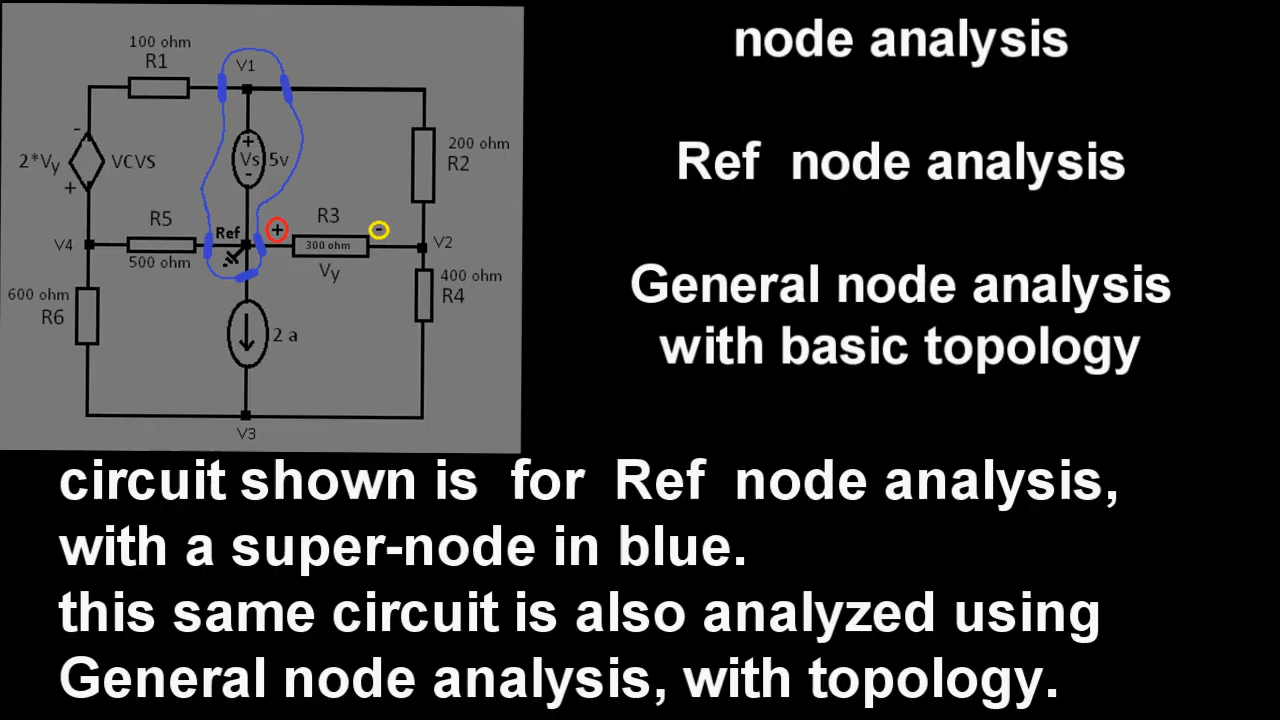 node analysis
Ref node analysis
General node analysis
with basic topology
100 ohm
R1
V1
-
2*Vy
VCVS
+
+
Vs
5v
-
200 ohm
R2
R5
Ref
+
R3
-
V4
300 ohm
V2
500 ohm
Vy
600 ohm
R6
400 ohm
R4
2 a
V3
circuit shown is for Ref node analysis,
with a super-node in blue.
this same circuit is also analyzed using
General node analysis, with topology.